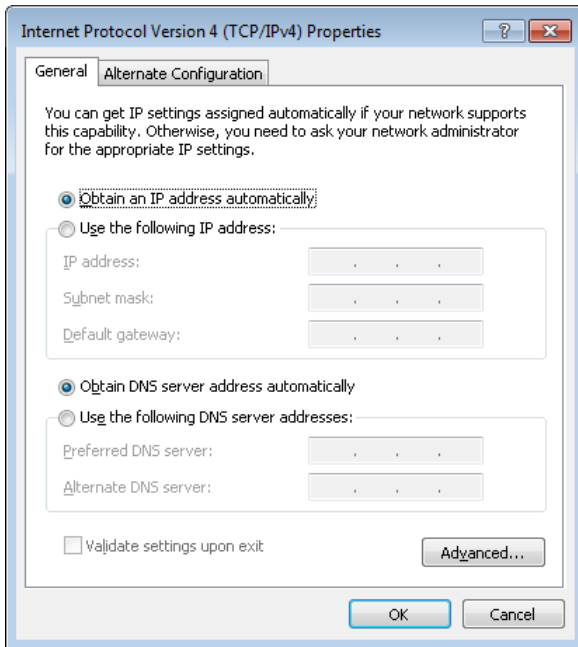 Internet Protocol Version 4 (TCP/IPv4) Properties
?
General
Alternate Configuration
You can get IP settings assigned automatically if your network supports
this capability. Otherwise, you need to ask your network administrator
for the appropriate IP settings.
Obtain an IP address automatically
Use the following IP address:
IP address:
Subnet mask:
Default gateway:
Obtain DNS server address automatically
Use the following DNS server addresses:
Preferred DNS server:
Alternate DNS server:
Validate settings upon exit
Advanced...
OK
Cancel